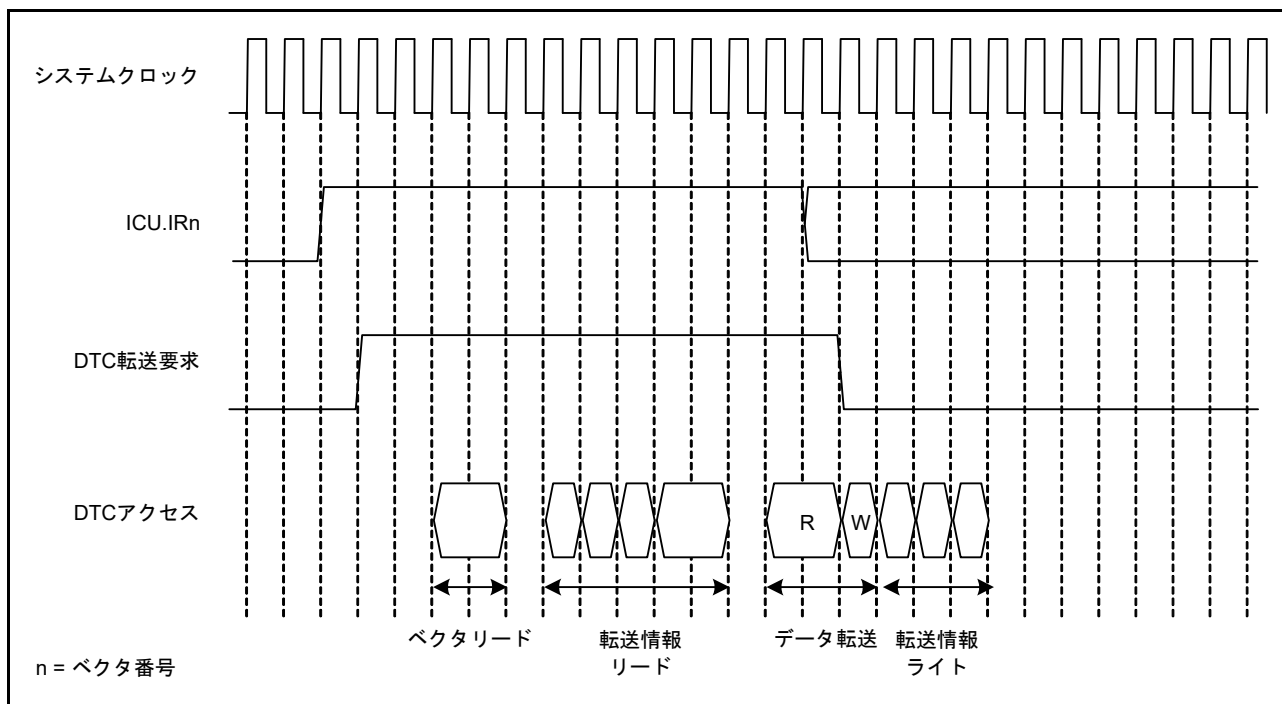 システムクロック
ICU.IRn
DTC転送要求
DTCアクセス
R
W
ベクタリード
転送情報
リード
データ転送
転送情報
ライト
n = ベクタ番号